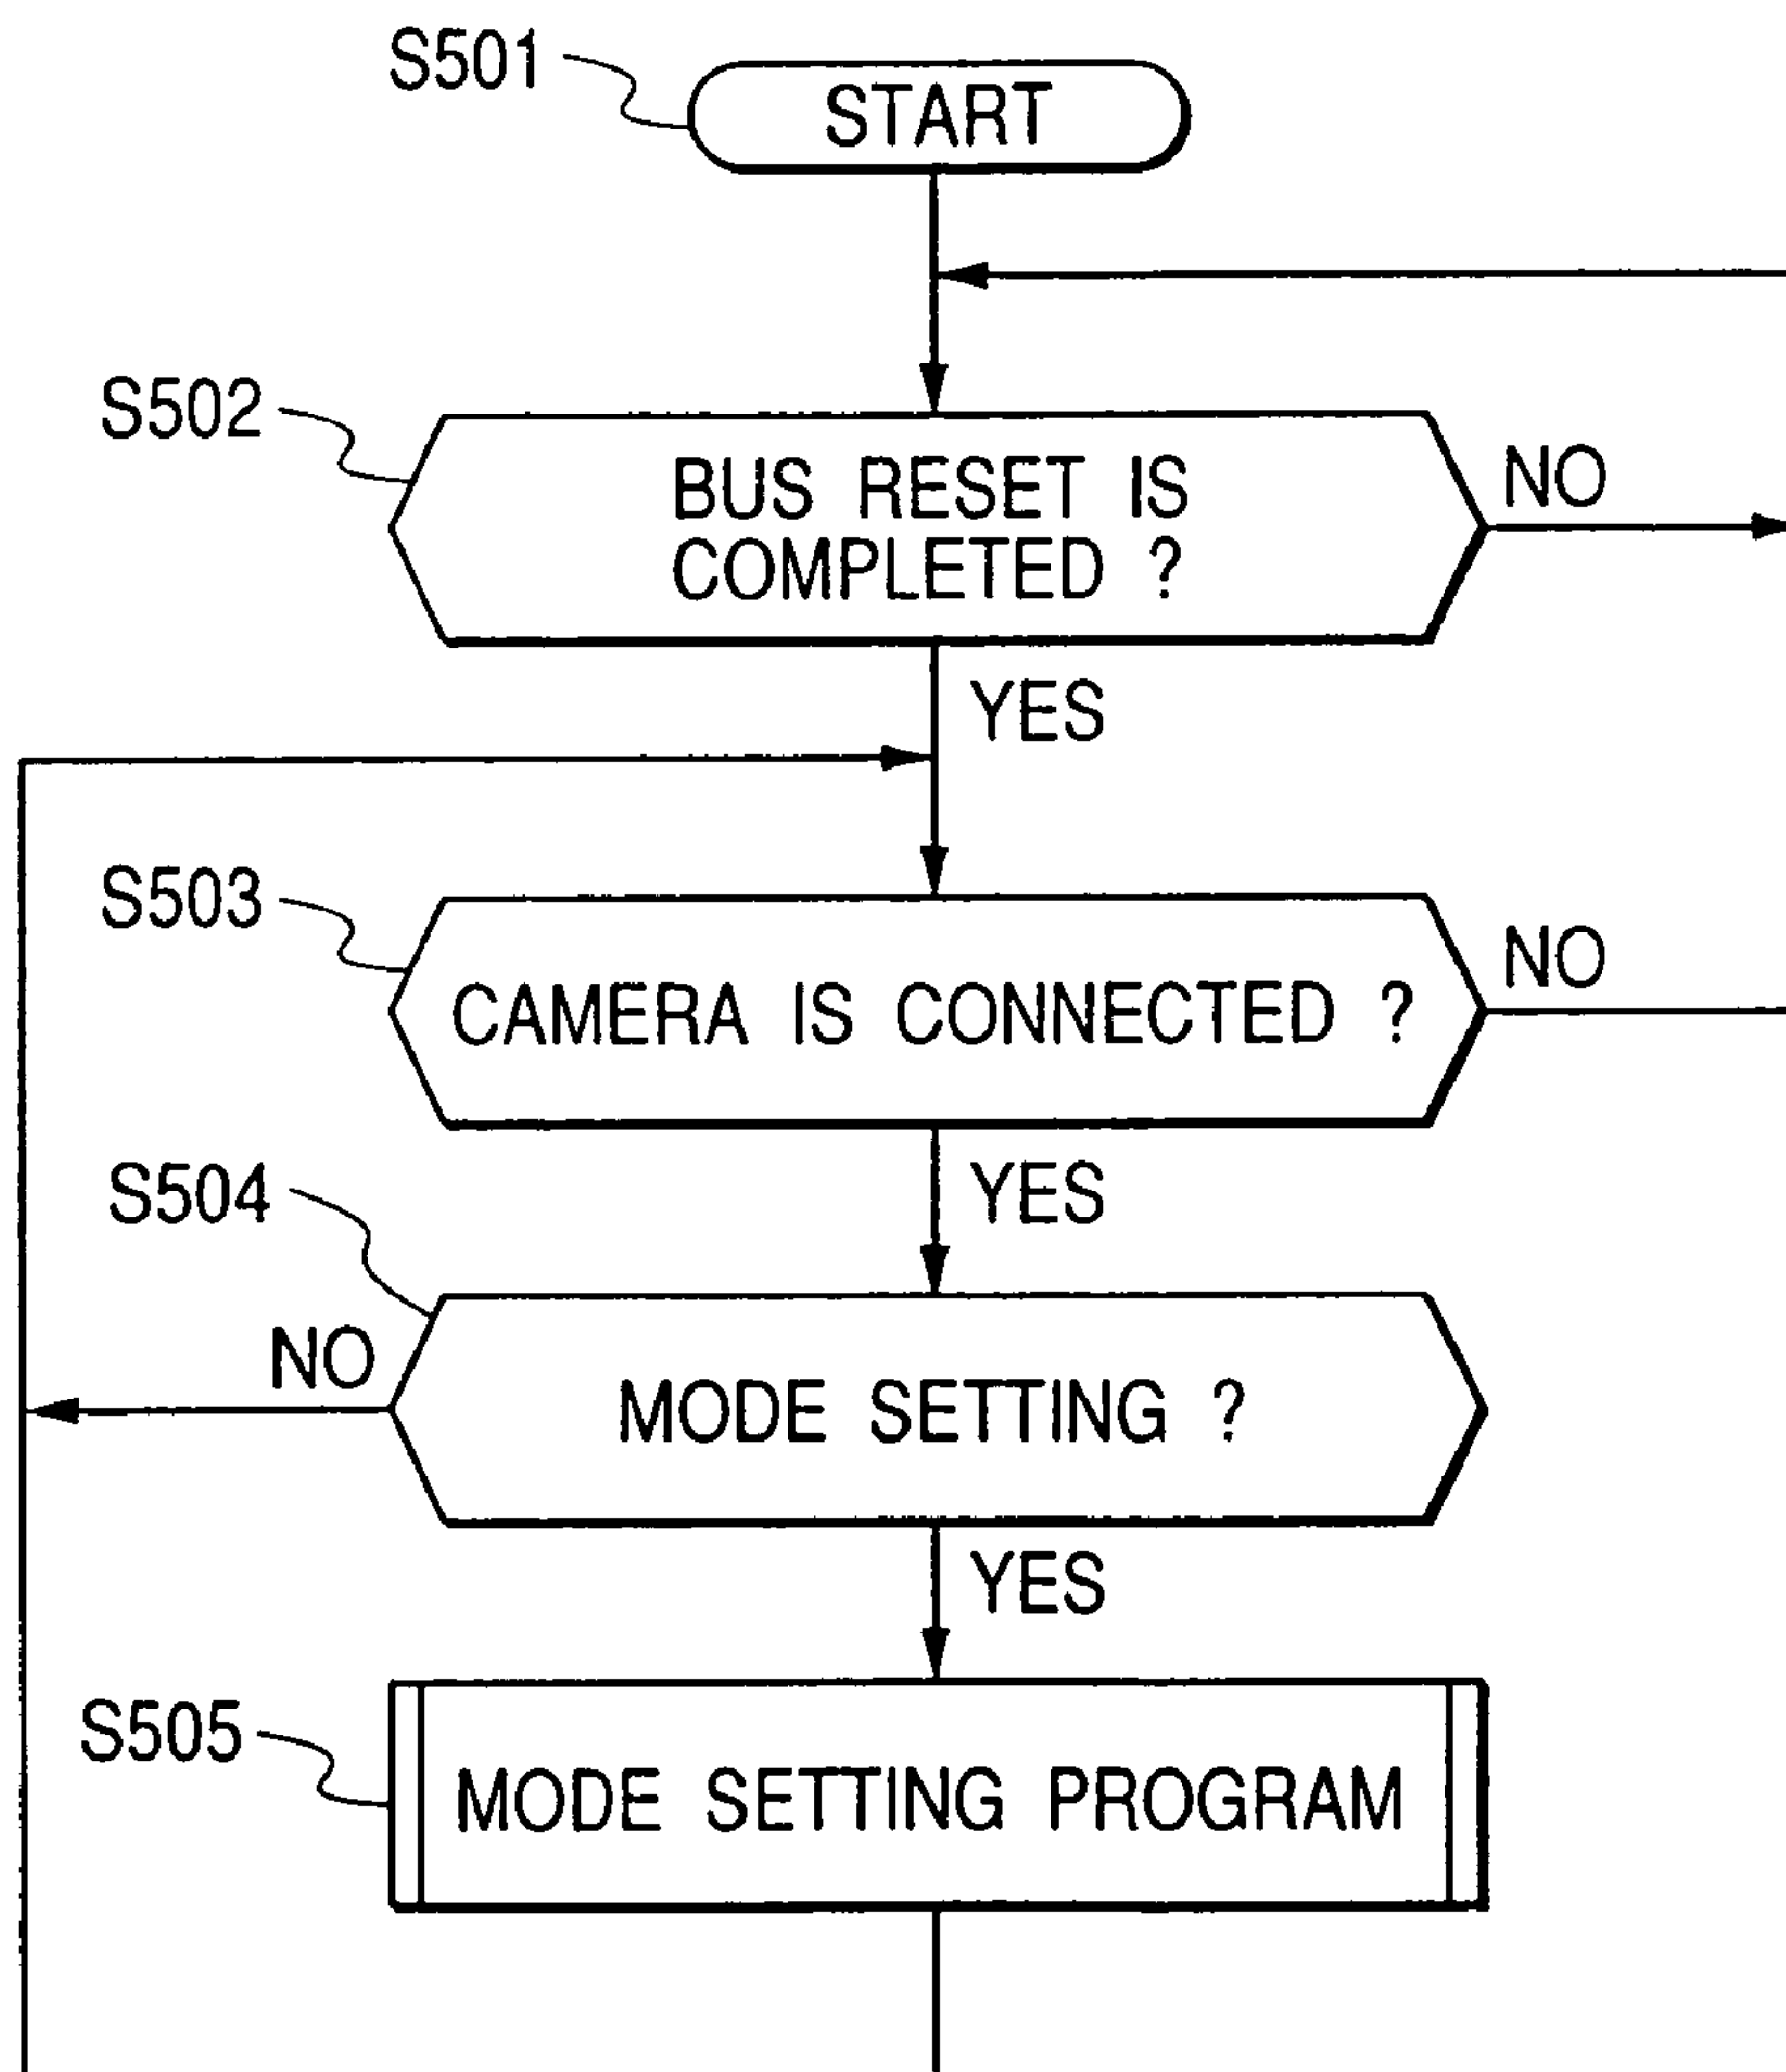 S501
START
S502
BUS RESET IS
COMPLETED ?
NO
YES
S503
CAMERA IS CONNECTED ?
NO
YES
S504
NO
MODE SETTING ?
YES
S505
MODE SETTING PROGRAM